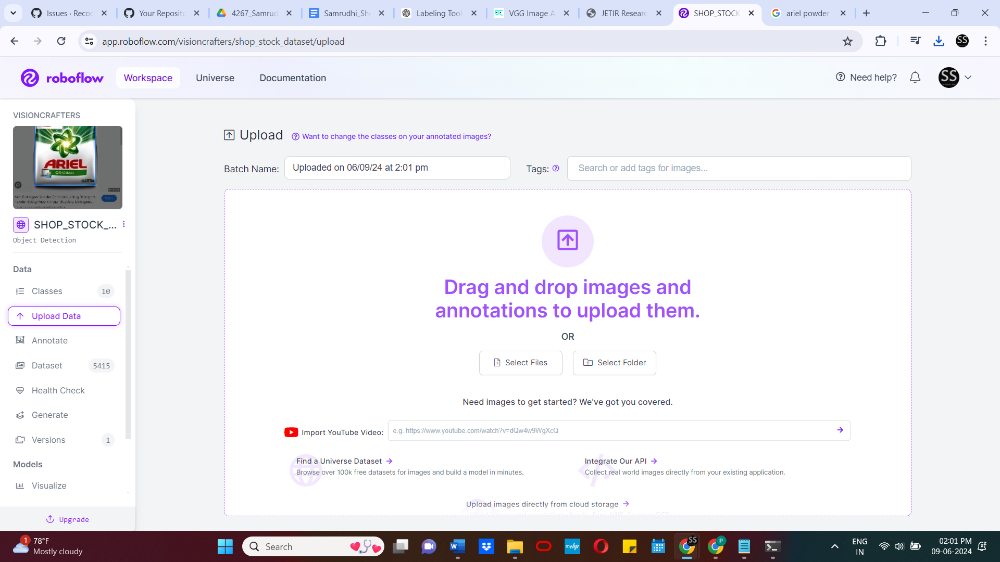 Issues · Recoc
Your Reposito
4267_Samrud
Samrudhi_She
Labeling Tool
VGG Image A
JETIR Researc
SHOP_STOCK
ariel powder
app.roboflow.com/visioncrafters/shop_stock_dataset/upload
SS
roboflow
Workspace
Universe
Documentation
Need help?
SS
VISIONCRAFTERS
ARIEL
ORIGINAL
500g
SHOP_STOCK_...
Object Detection
Data
Classes 10
Upload Data
Annotate
Dataset 5415
Health Check
Generate
Versions 1
Models
Visualize
Upgrade
Upload
Want to change the classes on your annotated images?
Batch Name: Uploaded on 06/09/24 at 2:01 pm
Tags: Search or add tags for images...
Drag and drop images and
annotations to upload them.
OR
Select Files
Select Folder
Need images to get started? We've got you covered.
Import YouTube Video: e.g. https://www.youtube.com/watch?v=dQw4w9WgXcQ
Find a Universe Dataset
Browse over 100k free datasets for images and build a model in minutes.
Integrate Our API
Collect real world images directly from your existing application.
Upload images directly from cloud storage
1
78°F
Mostly cloudy
Search
myhp
SS
P
ENG
IN
02:01 PM
09-06-2024